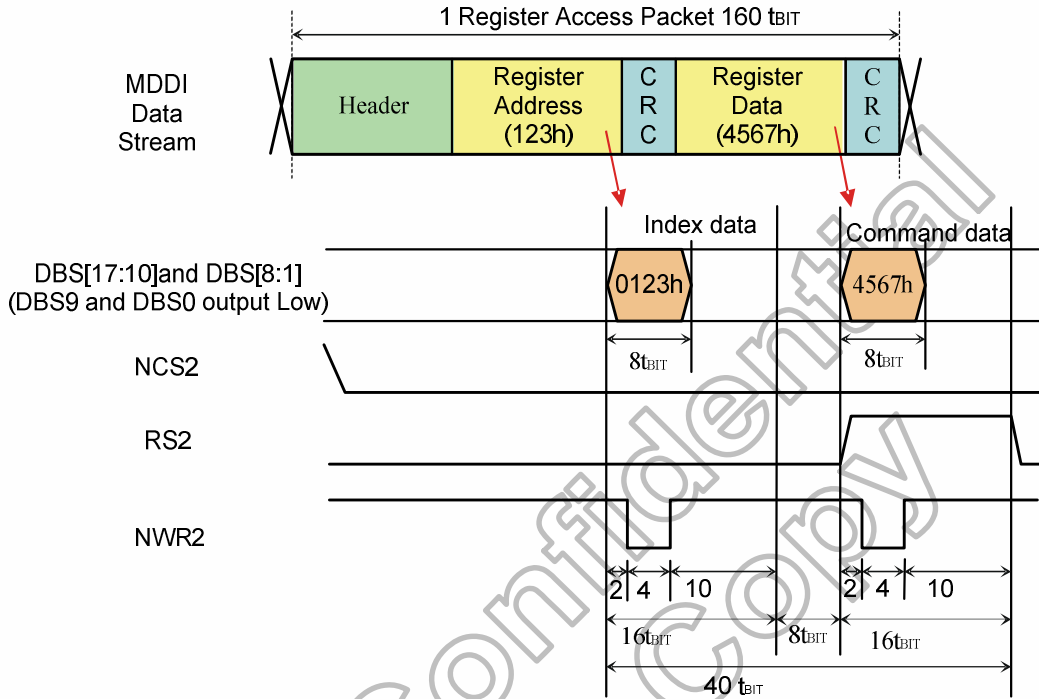 1 Register Access Packet 160 tBIT
MDDI
Data
Stream
Header
Register
Address
(123h)
C
R
C
Register
Data
(4567h)
C
R
C
Index data
Command data
DBS[17:10]and DBS[8:1]
(DBS9 and DBS0 output Low)
0123h
4567h
8tBIT
8tBIT
NCS2
RS2
NWR2
2 4 10
2 4 10
16tBIT
8tBIT
16tBIT
40 tBIT
Confidential
Copy